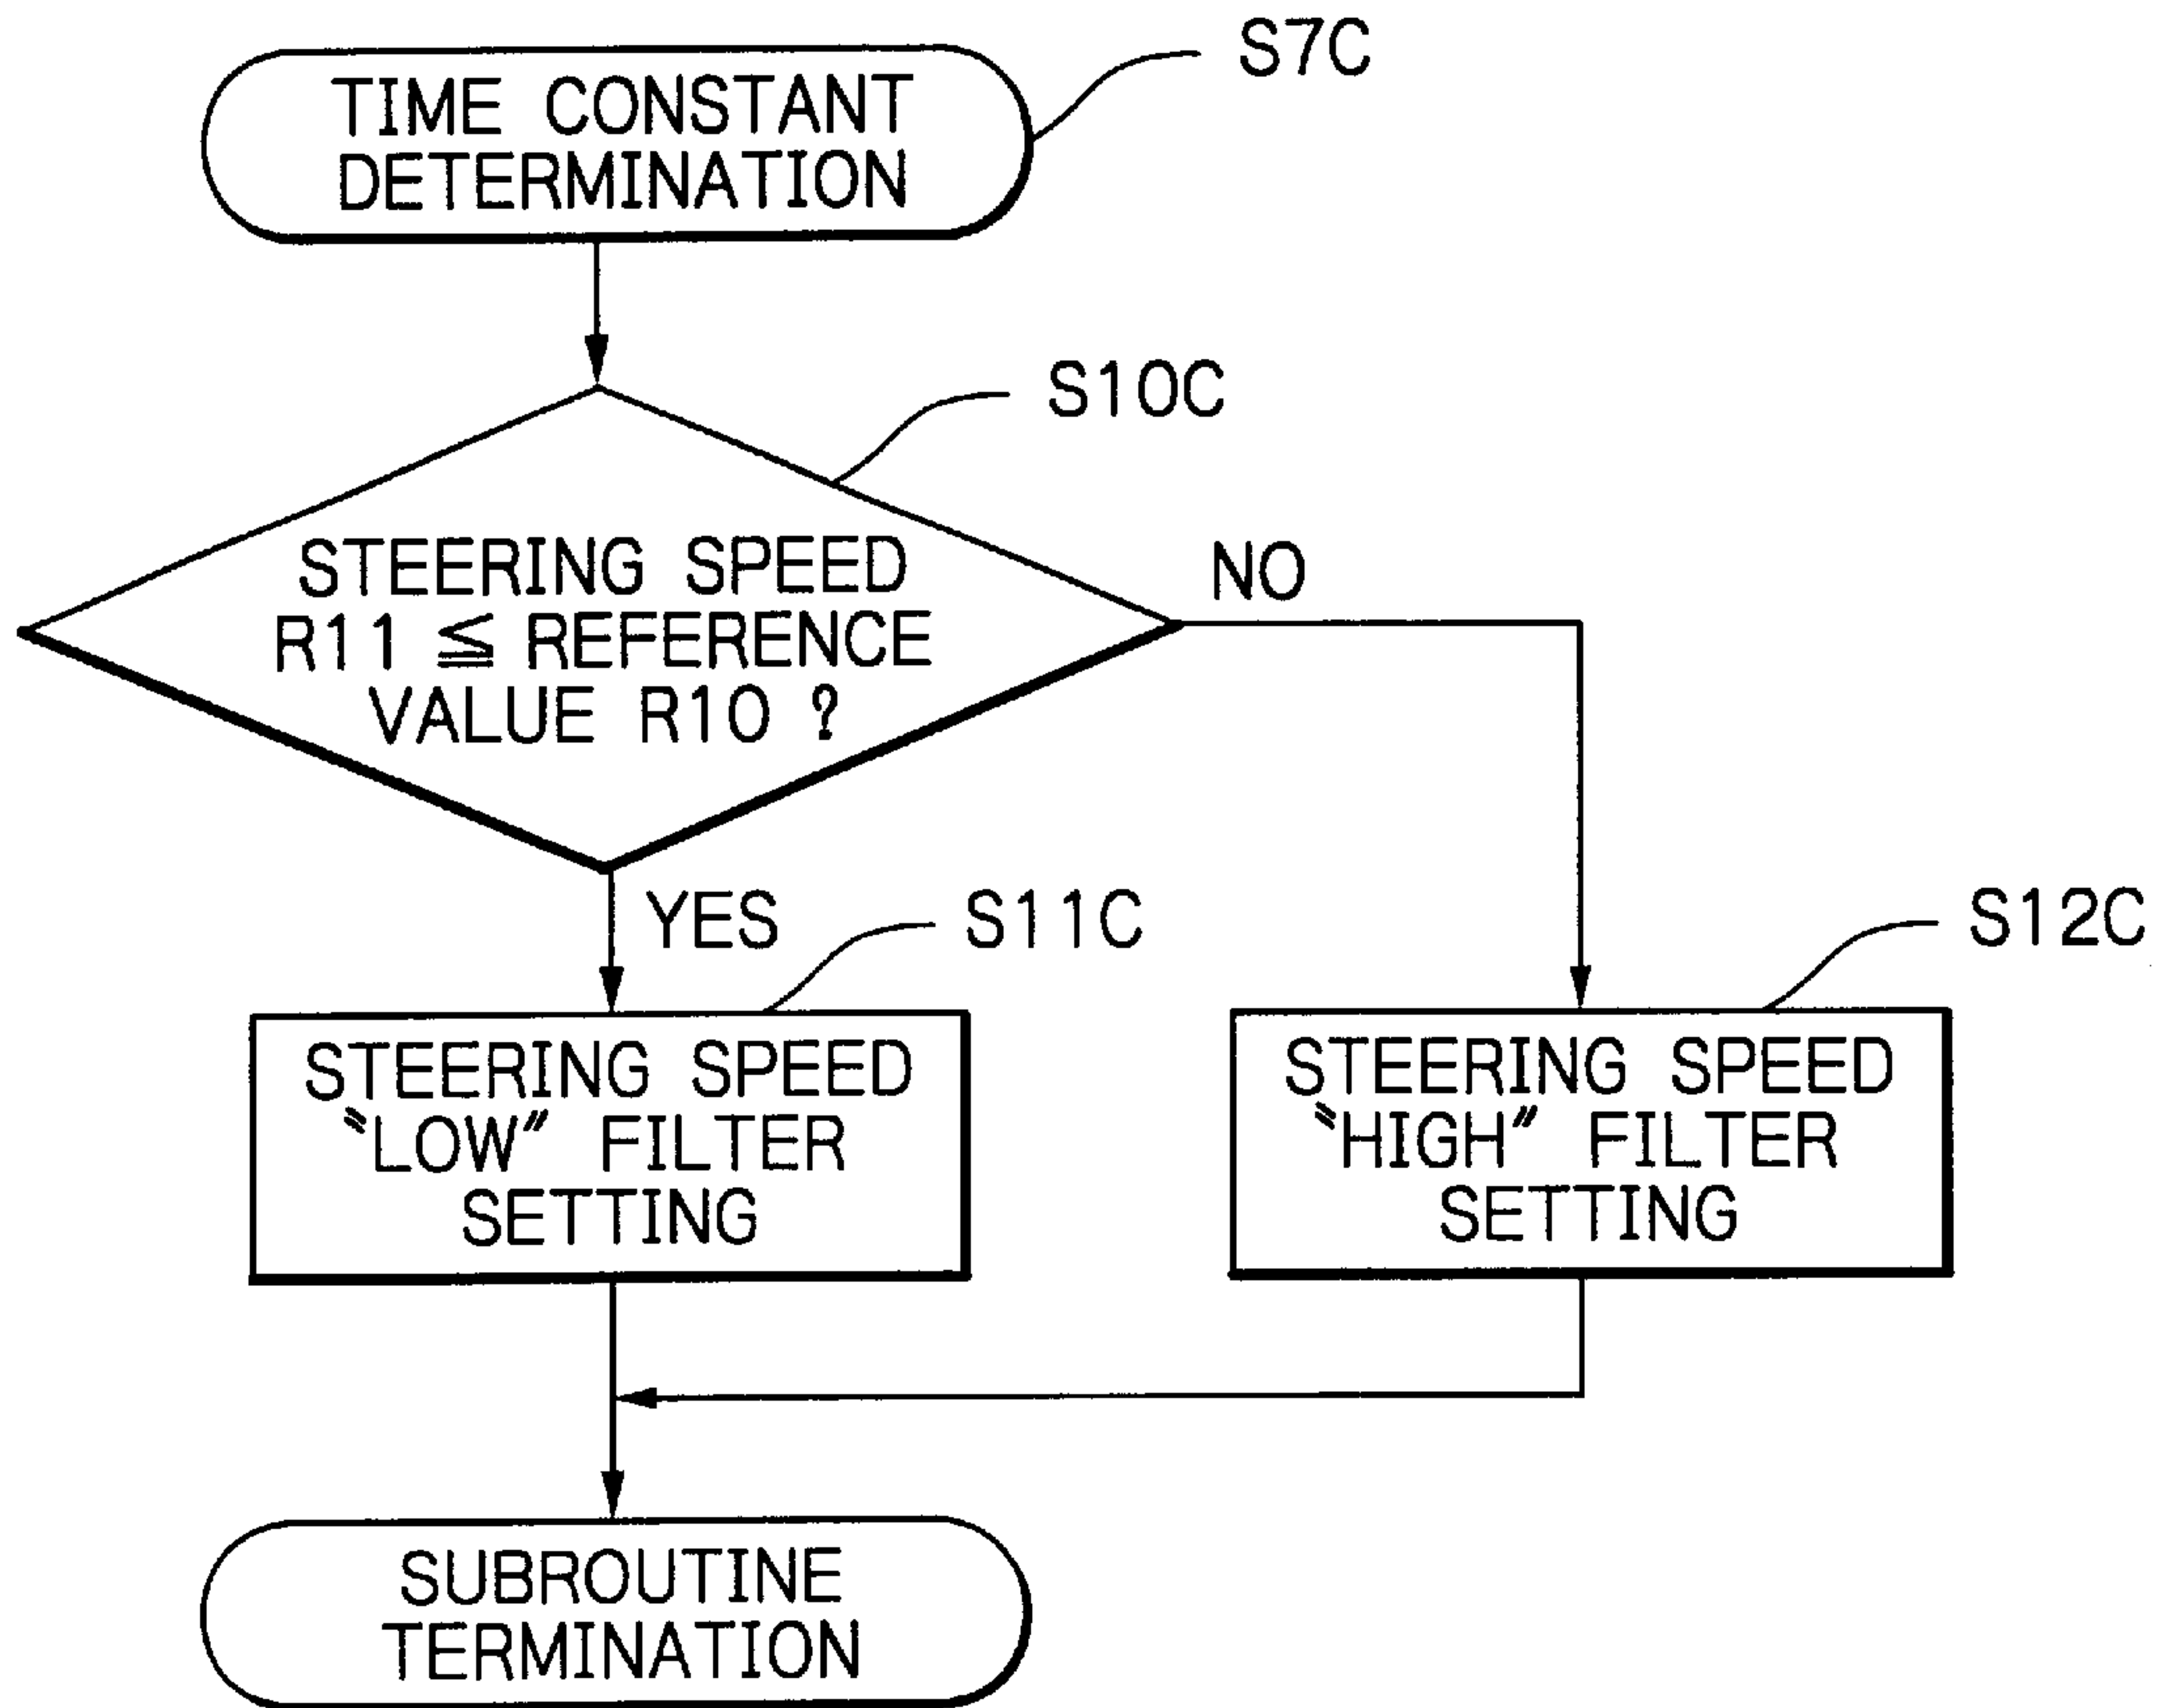 S7C
TIME CONSTANT
DETERMINATION
S10C
STEERING SPEED
R11 ≦ REFERENCE
VALUE R10 ?
NO
YES
S11C
S12C
STEERING SPEED
"LOW" FILTER
SETTING
STEERING SPEED
"HIGH" FILTER
SETTING
SUBROUTINE
TERMINATION